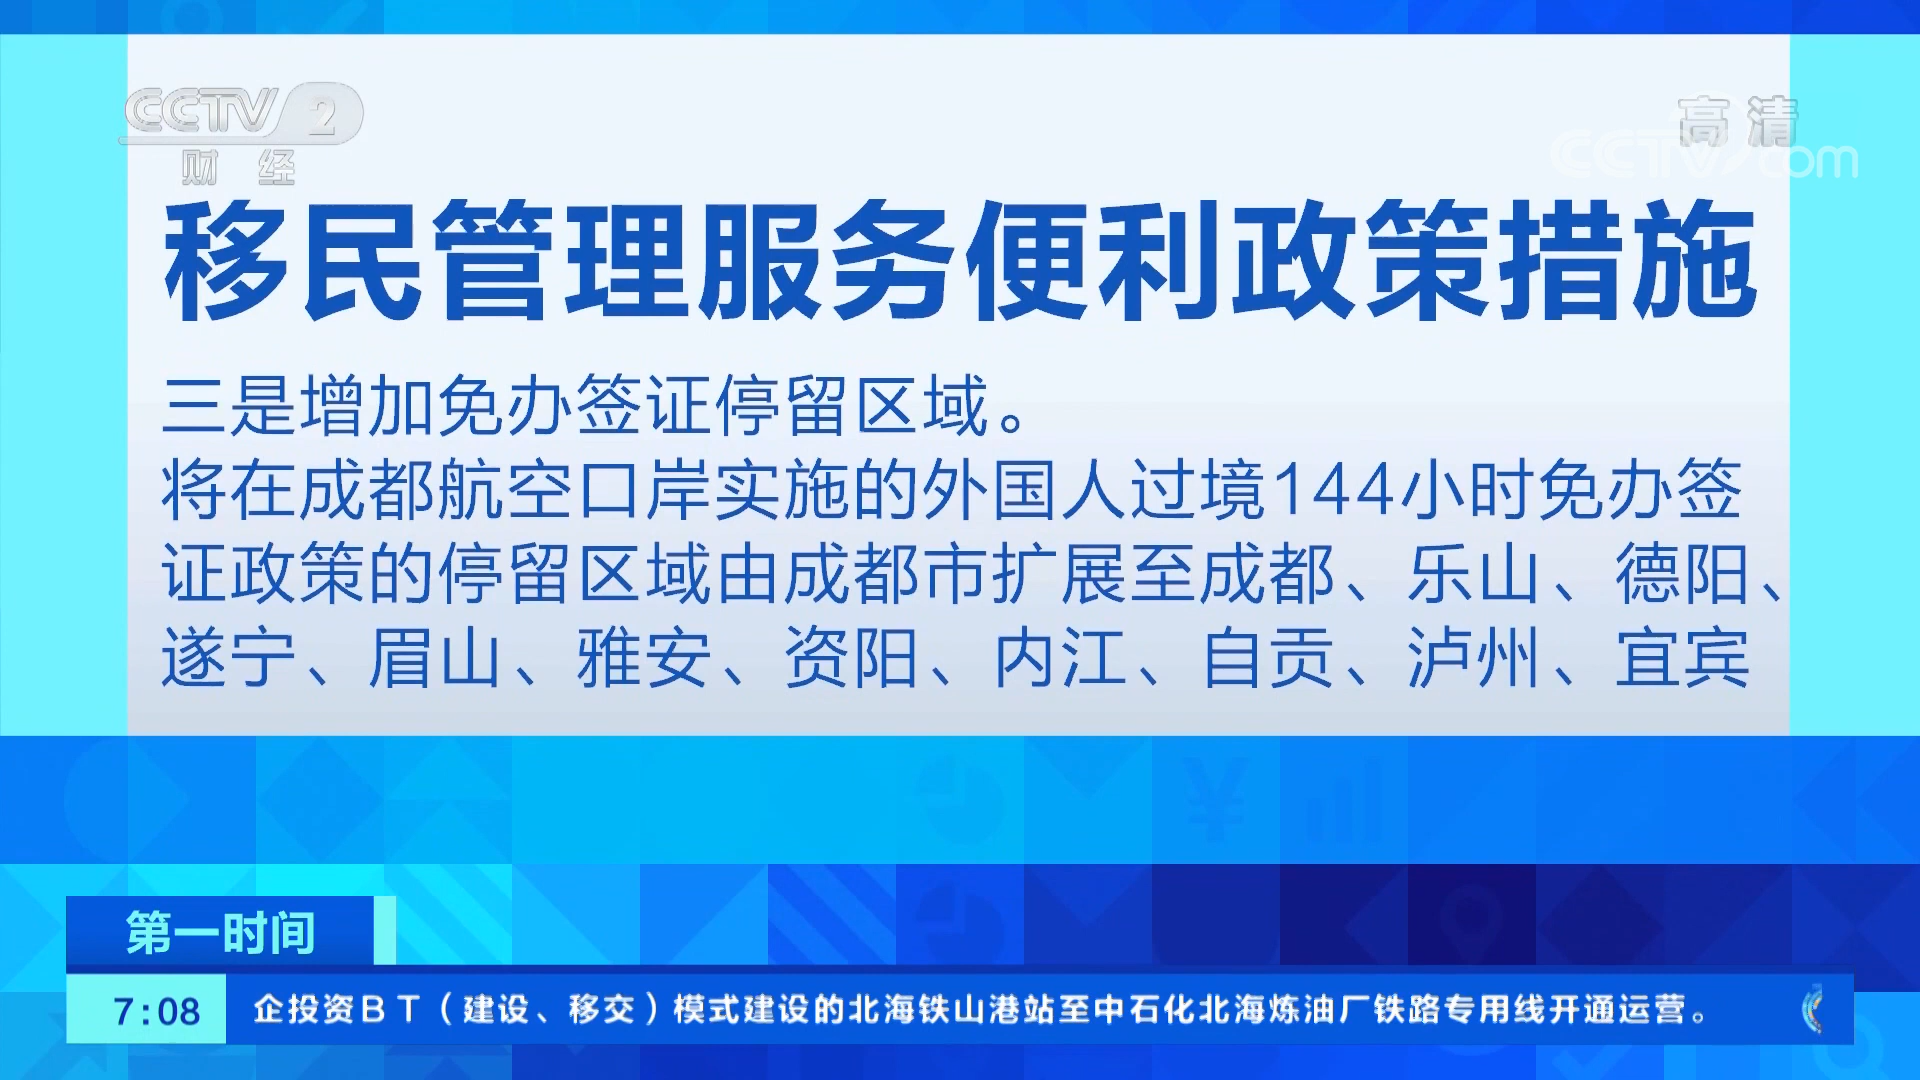 CCTV 2
财 经
高清
CCTV.com
移民管理服务便利政策措施
三是增加免办签证停留区域。
将在成都航空口岸实施的外国人过境144小时免办签
证政策的停留区域由成都市扩展至成都、乐山、德阳、
遂宁、眉山、雅安、资阳、内江、自贡、泸州、宜宾
第一时间
7:08
企投资BT（建设、移交）模式建设的北海铁山港站至中石化北海炼油厂铁路专用线开通运营。